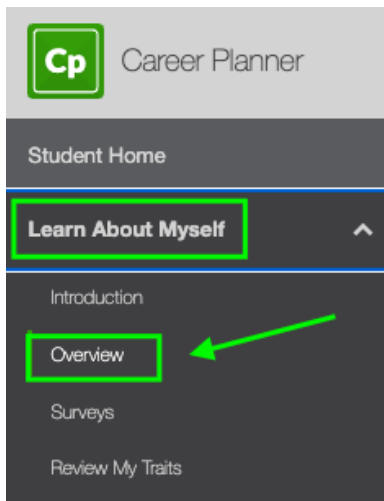 Cp Career Planner
Student Home
Learn About Myself
Introduction
Overview
Surveys
Review My Traits